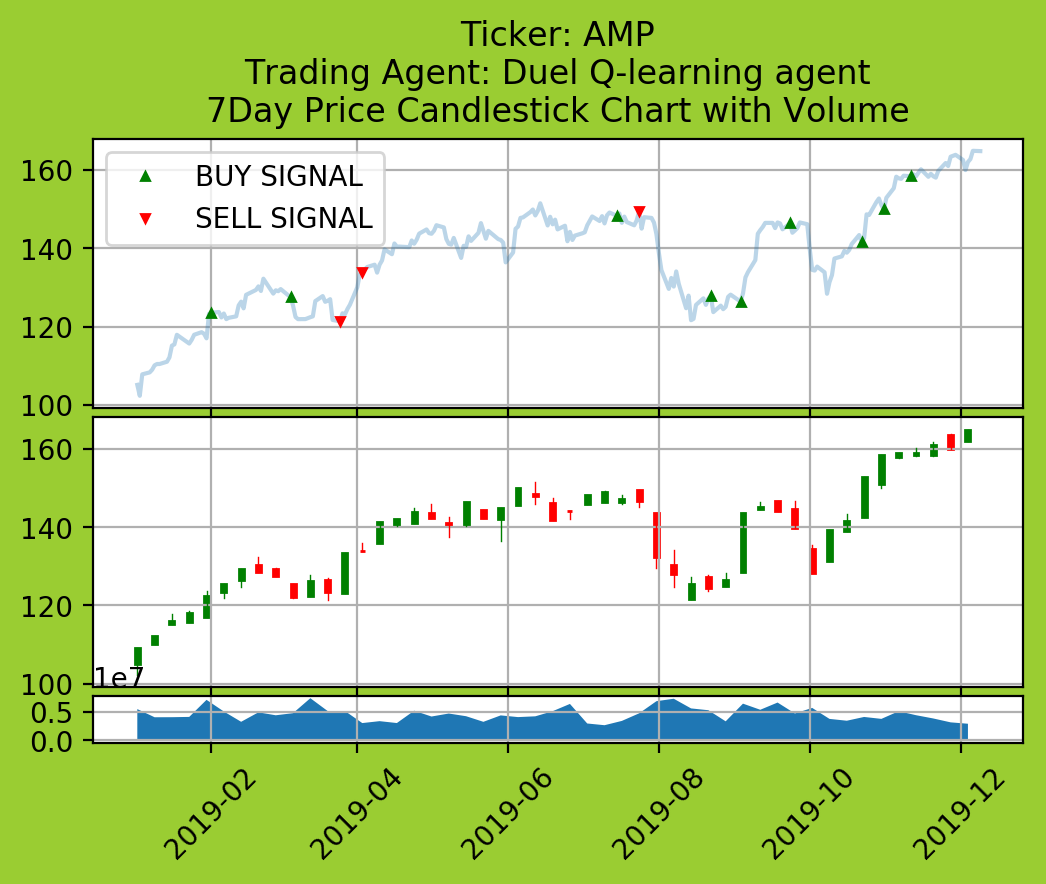 Ticker: AMP
Trading Agent: Duel Q-learning agent
7Day Price Candlestick Chart with Volume
BUY SIGNAL
SELL SIGNAL
160
140
120
100
160
140
120
100
1e7
0.5
0.0
2019-02
2019-04
2019-06
2019-08
2019-10
2019-12